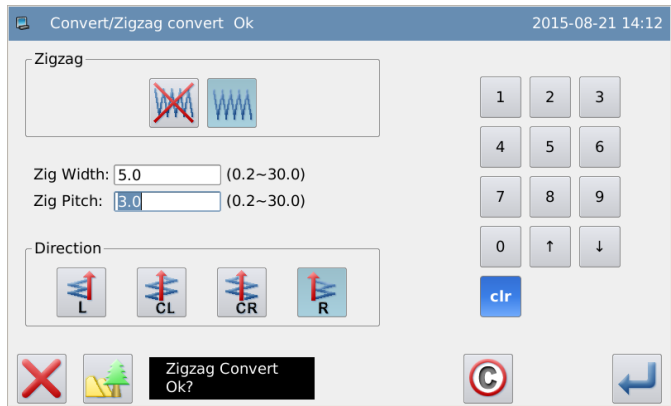 Convert/Zigzag convert Ok 2015-08-21 14:12
Zigzag
Zig Width: 5.0 (0.2~30.0)
Zig Pitch: 3.0 (0.2~30.0)
Direction
L CL CR R
1 2 3
4 5 6
7 8 9
0 ↑ ↓
clr
Zigzag Convert
Ok?
C